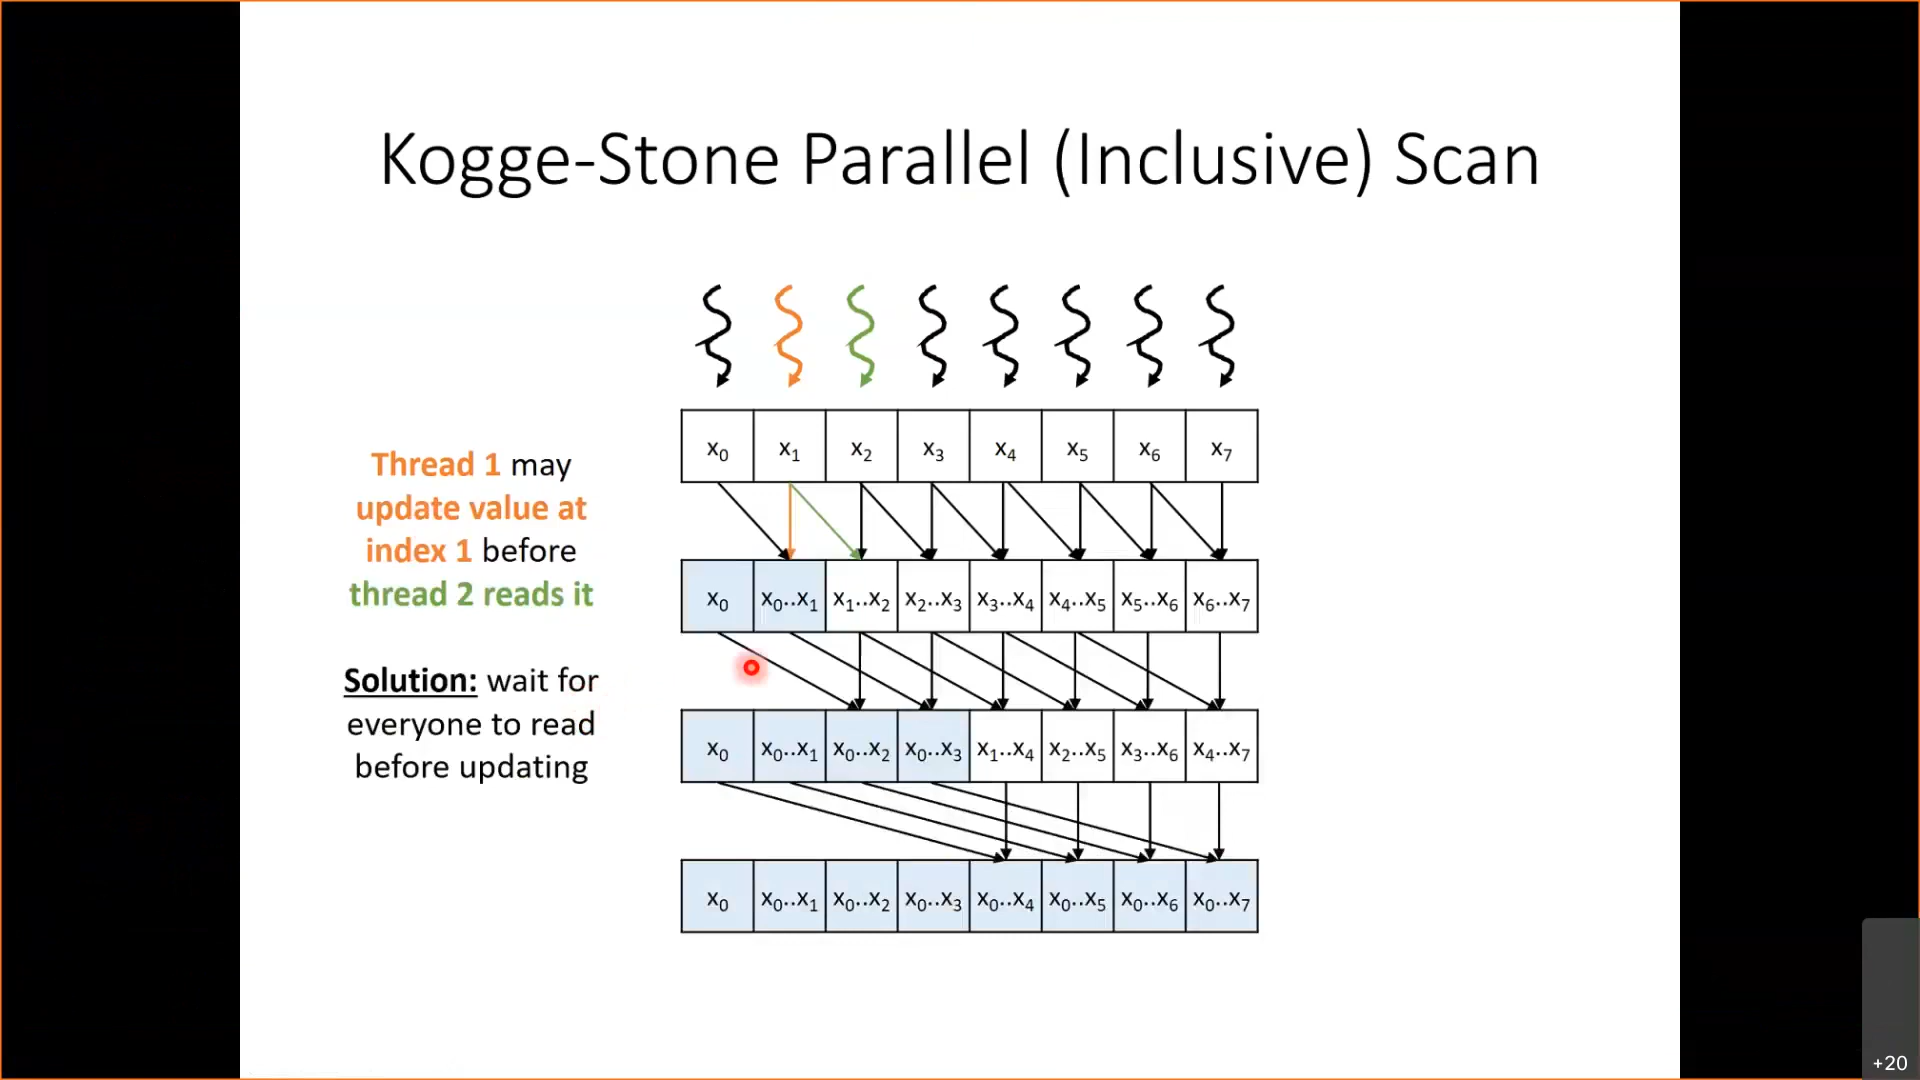 Kogge-Stone Parallel (Inclusive) Scan
x₀ x₁ x₂ x₃ x₄ x₅ x₆ x₇
Thread 1 may
update value at
index 1 before
thread 2 reads it
x₀ x₀..x₁ x₁..x₂ x₂..x₃ x₃..x₄ x₄..x₅ x₅..x₆ x₆..x₇
Solution: wait for
everyone to read
before updating
x₀ x₀..x₁ x₀..x₂ x₀..x₃ x₁..x₄ x₂..x₅ x₃..x₆ x₄..x₇
x₀ x₀..x₁ x₀..x₂ x₀..x₃ x₀..x₄ x₀..x₅ x₀..x₆ x₀..x₇
+20